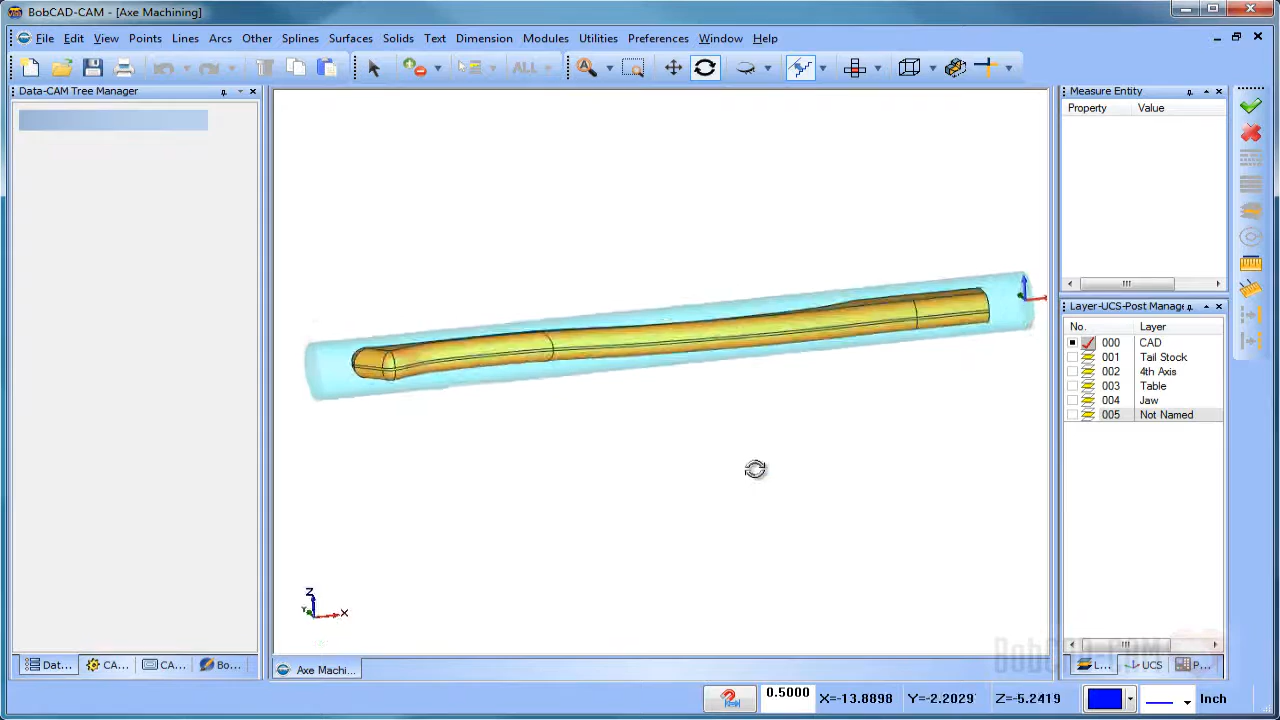 BobCAD-CAM - [Axe Machining]
File Edit View Points Lines Arcs Other Splines Surfaces Solids Text Dimension Modules Utilities Preferences Window Help
ALL
Data-CAM Tree Manager
Measure Entity
Property Value
Layer-UCS-Post Manage
No. Layer
000 CAD
001 Tail Stock
002 4th Axis
003 Table
004 Jaw
005 Not Named
Z
Y X
BobCAD-CAM
Dat... CA... CA... Bo...
Axe Machi...
L... UCS P...
0.5000 X=-13.8898 Y=-2.2029 Z=-5.2419 Inch